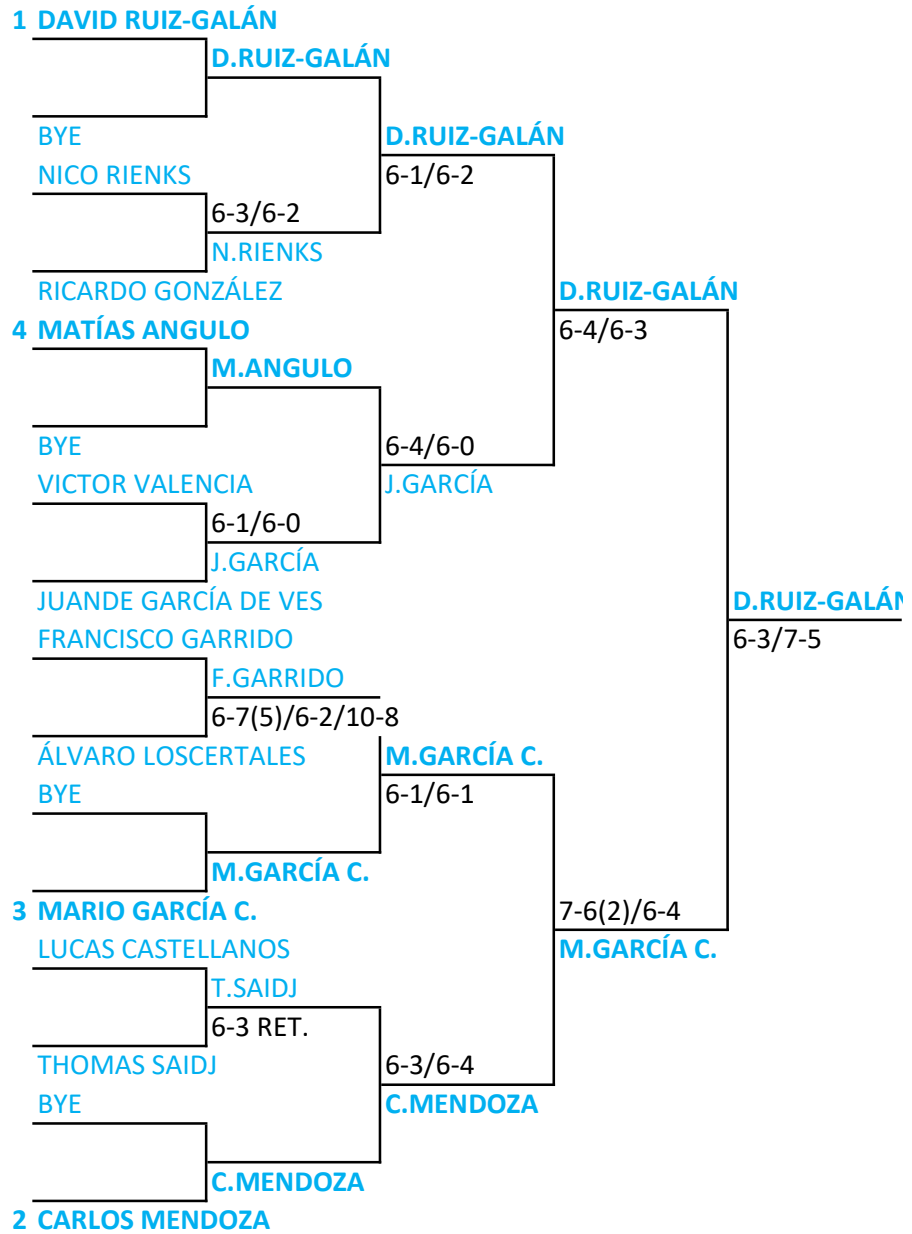 1 DAVID RUIZ-GALÁN
D.RUIZ-GALÁN
BYE
D.RUIZ-GALÁN
NICO RIENKS
6-1/6-2
6-3/6-2
N.RIENKS
RICARDO GONZÁLEZ
D.RUIZ-GALÁN
4 MATÍAS ANGULO
6-4/6-3
M.ANGULO
BYE
6-4/6-0
VICTOR VALENCIA
J.GARCÍA
6-1/6-0
J.GARCÍA
JUANDE GARCÍA DE VES
D.RUIZ-GALÁN
FRANCISCO GARRIDO
6-3/7-5
F.GARRIDO
6-7(5)/6-2/10-8
ÁLVARO LOSCERTALES
M.GARCÍA C.
BYE
6-1/6-1
M.GARCÍA C.
3 MARIO GARCÍA C.
7-6(2)/6-4
LUCAS CASTELLANOS
M.GARCÍA C.
T.SAIDJ
6-3 RET.
THOMAS SAIDJ
6-3/6-4
BYE
C.MENDOZA
C.MENDOZA
2 CARLOS MENDOZA